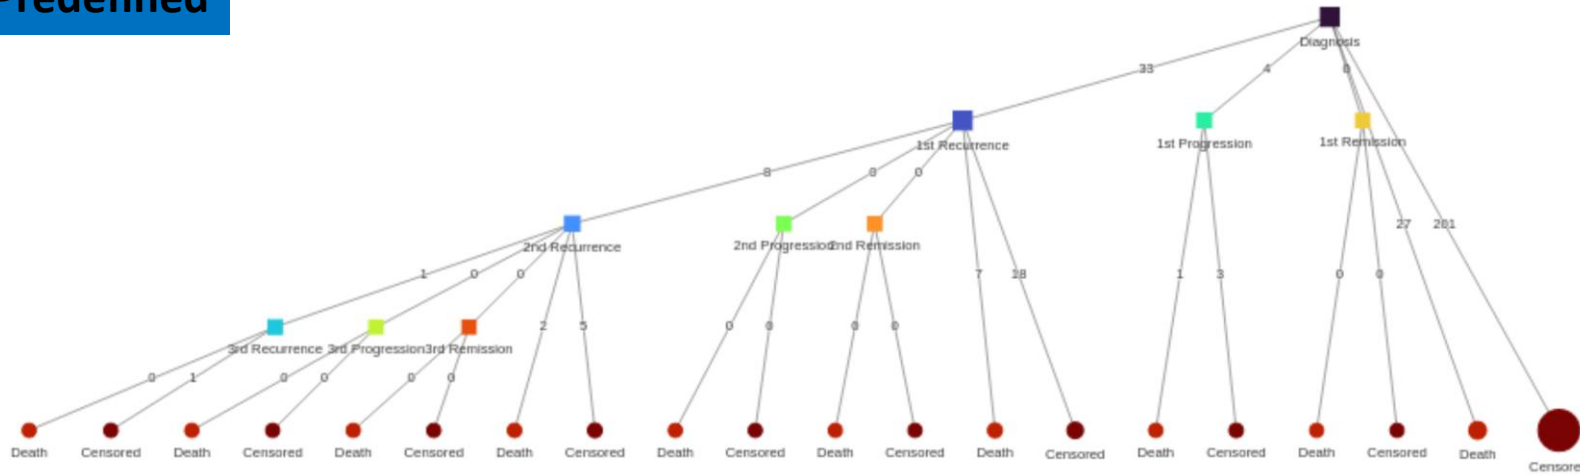 Predefined
Diagnosis
33 4 0
1st Recurrence 1st Progression 1st Remission
8 0 0
27 201
2nd Recurrence 2nd Progression 2nd Remission
1 0 0 2 5 0 0 0 0 7 18 1 3 0 0
3rd Recurrence 3rd Progression 3rd Remission
0 1 0 0 0 0
Death Censored Death Censored Death Censored Death Censored Death Censored Death Censored Death Censored Death Censored Death Censored Death Censore